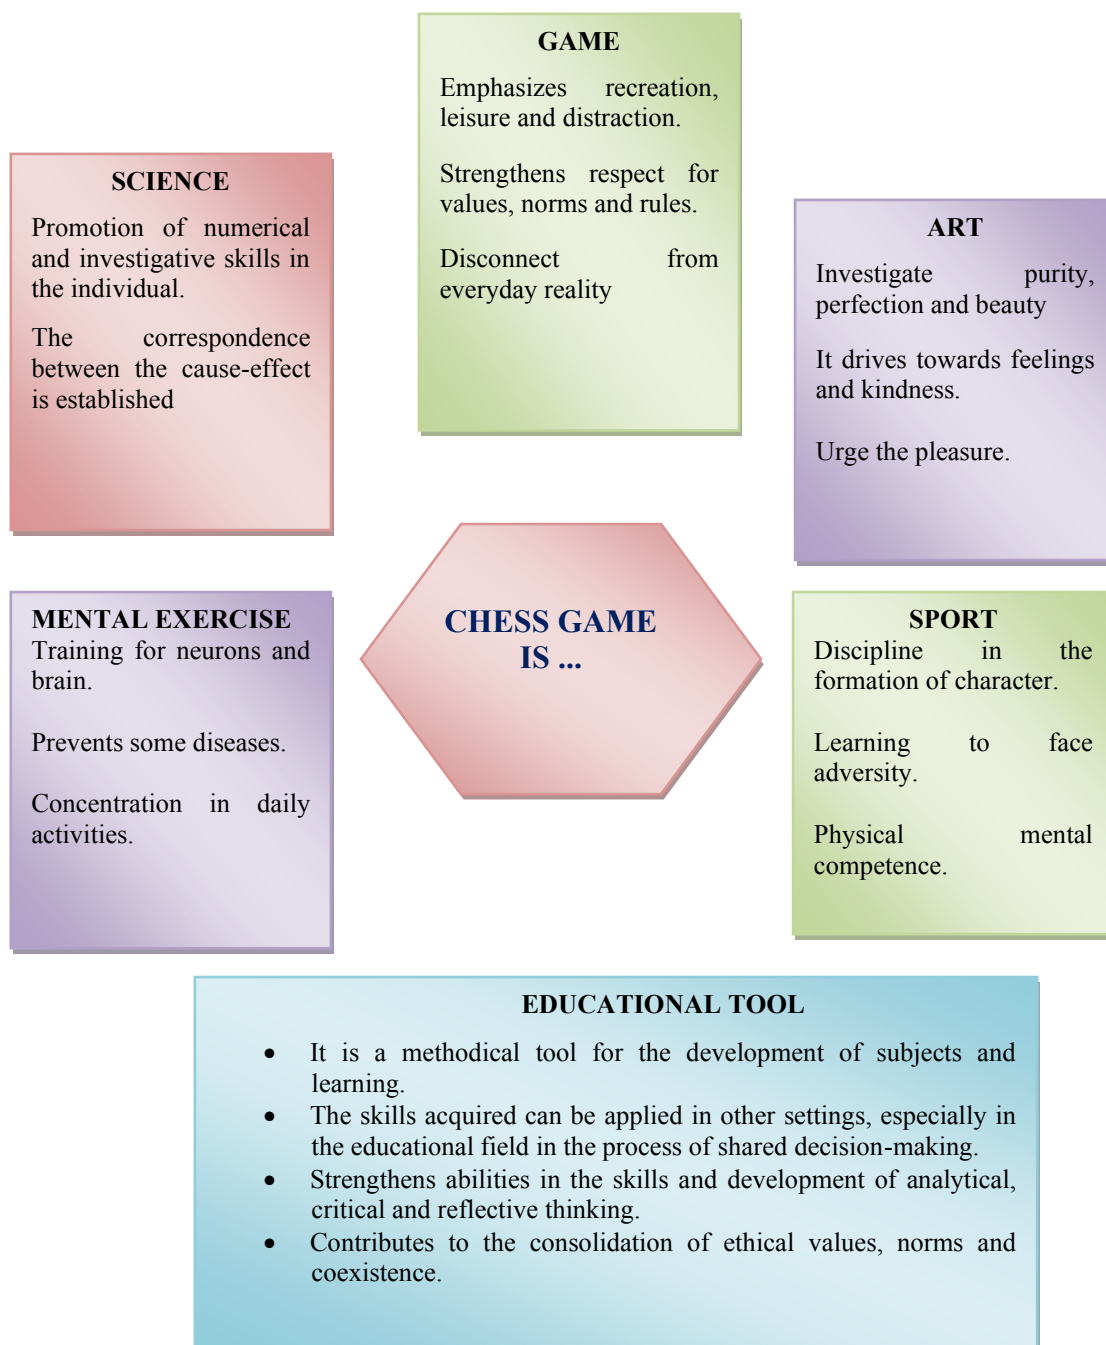 GAME
Emphasizes recreation,
leisure and distraction.
Strengthens respect for
values, norms and rules.
Disconnect from
everyday reality
SCIENCE
Promotion of numerical
and investigative skills in
the individual.
The correspondence
between the cause-effect
is established
ART
Investigate purity,
perfection and beauty
It drives towards feelings
and kindness.
Urge the pleasure.
CHESS GAME
IS ...
MENTAL EXERCISE
Training for neurons and
brain.
Prevents some diseases.
Concentration in daily
activities.
SPORT
Discipline in the
formation of character.
Learning to face
adversity.
Physical mental
competence.
EDUCATIONAL TOOL
• It is a methodical tool for the development of subjects and
learning.
• The skills acquired can be applied in other settings, especially in
the educational field in the process of shared decision-making.
• Strengthens abilities in the skills and development of analytical,
critical and reflective thinking.
• Contributes to the consolidation of ethical values, norms and
coexistence.